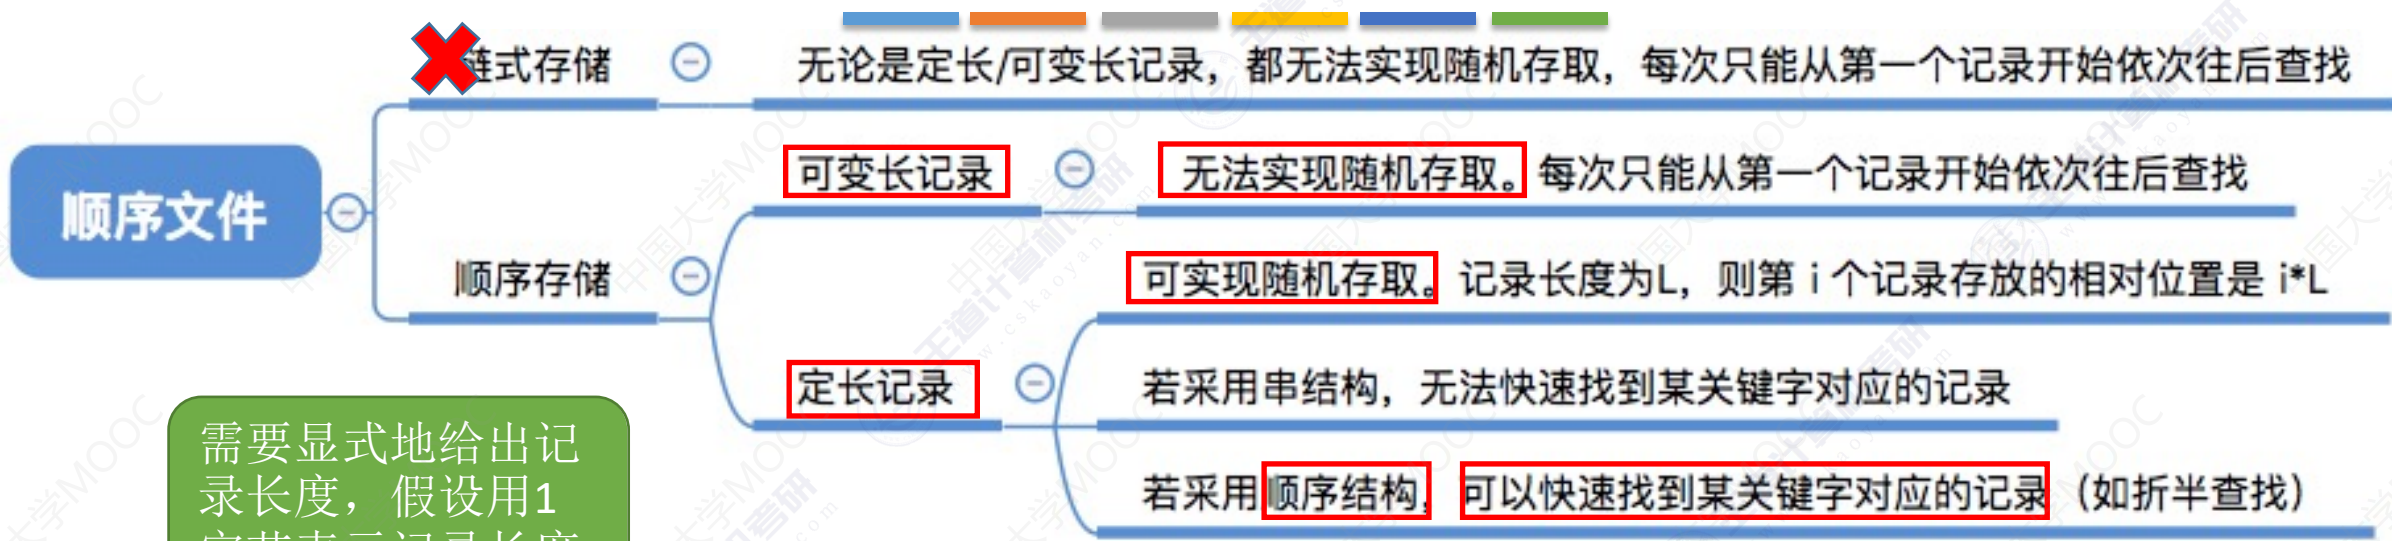 链式存储
无论是定长/可变长记录，都无法实现随机存取，每次只能从第一个记录开始依次往后查找
顺序文件
可变长记录
无法实现随机存取。每次只能从第一个记录开始依次往后查找
顺序存储
可实现随机存取。记录长度为L，则第 i 个记录存放的相对位置是 i*L
定长记录
若采用串结构，无法快速找到某关键字对应的记录
若采用顺序结构，可以快速找到某关键字对应的记录（如折半查找）
需要显式地给出记
录长度，假设用1
字节表示记录长度